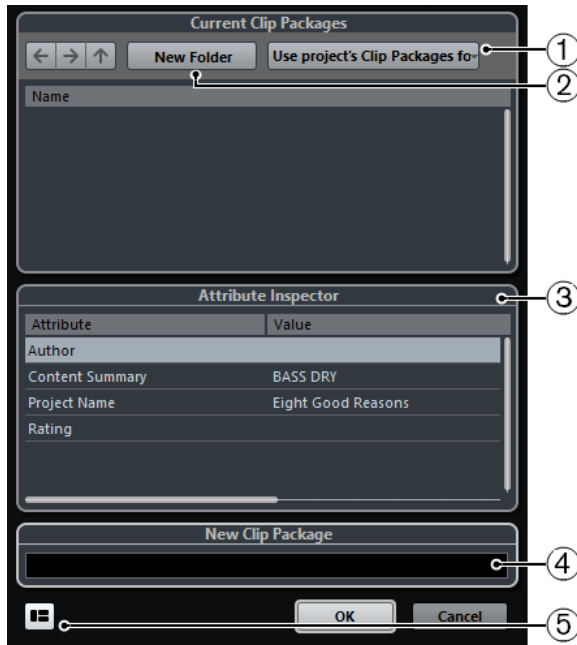 Current Clip Packages
New Folder Use project's Clip Packages fo
Name
Attribute Inspector
Attribute Value
Author
Content Summary BASS DRY
Project Name Eight Good Reasons
Rating
New Clip Package
OK Cancel
1
2
3
4
5